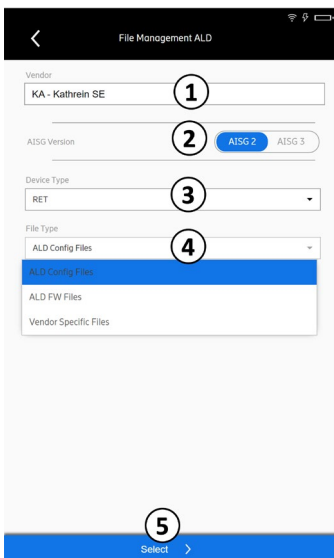 File Management ALD
Vendor
KA - Kathrein SE
1
AISG Version
2
AISG 2
AISG 3
Device Type
RET
3
File Type
ALD Config Files
4
ALD Config Files
ALD FW Files
Vendor Specific Files
5
Select